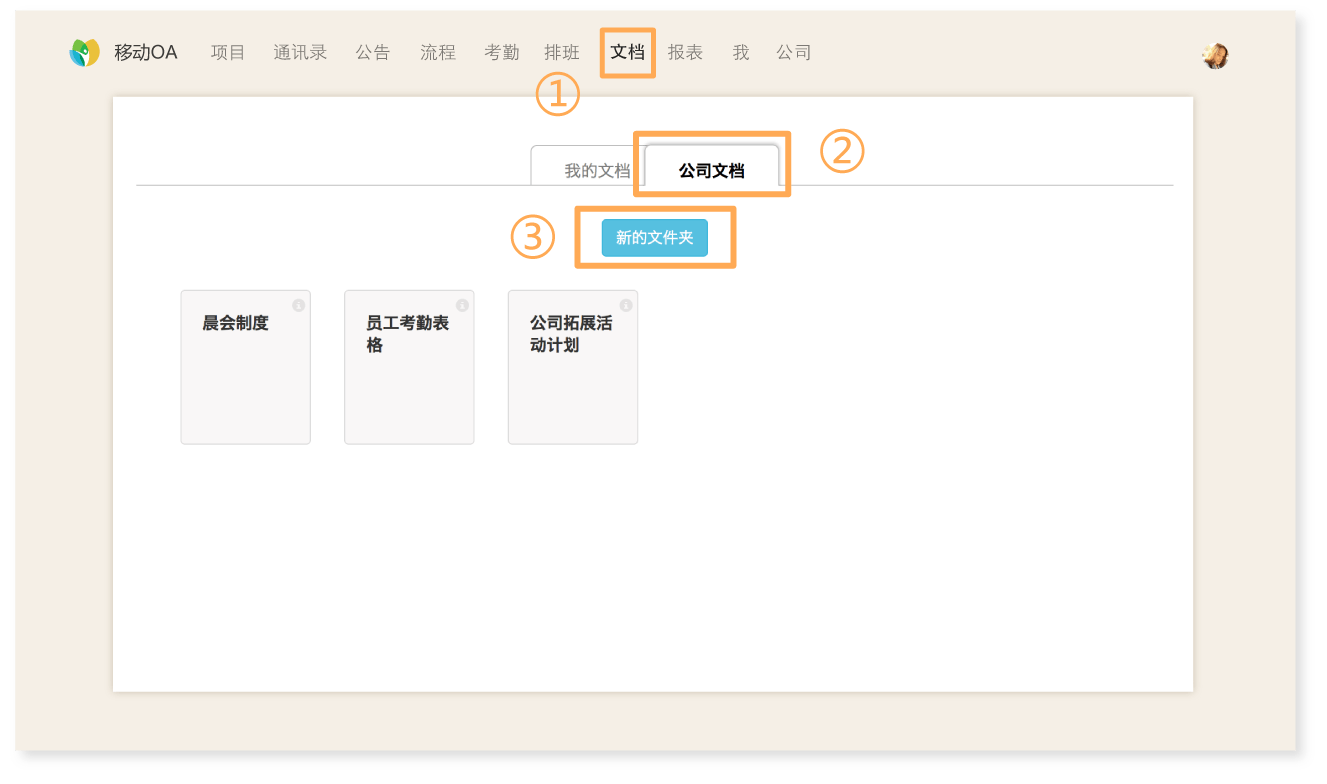 移动OA 项目 通讯录 公告 流程 考勤 排班 文档 报表 我 公司
①
我的文档 公司文档 ②
③ 新的文件夹
晨会制度
员工考勤表
格
公司拓展活
动计划